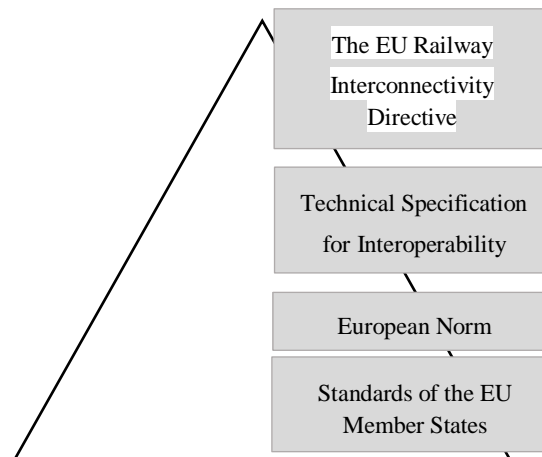 The EU Railway
Interconnectivity
Directive
Technical Specification
for Interoperability
European Norm
Standards of the EU
Member States